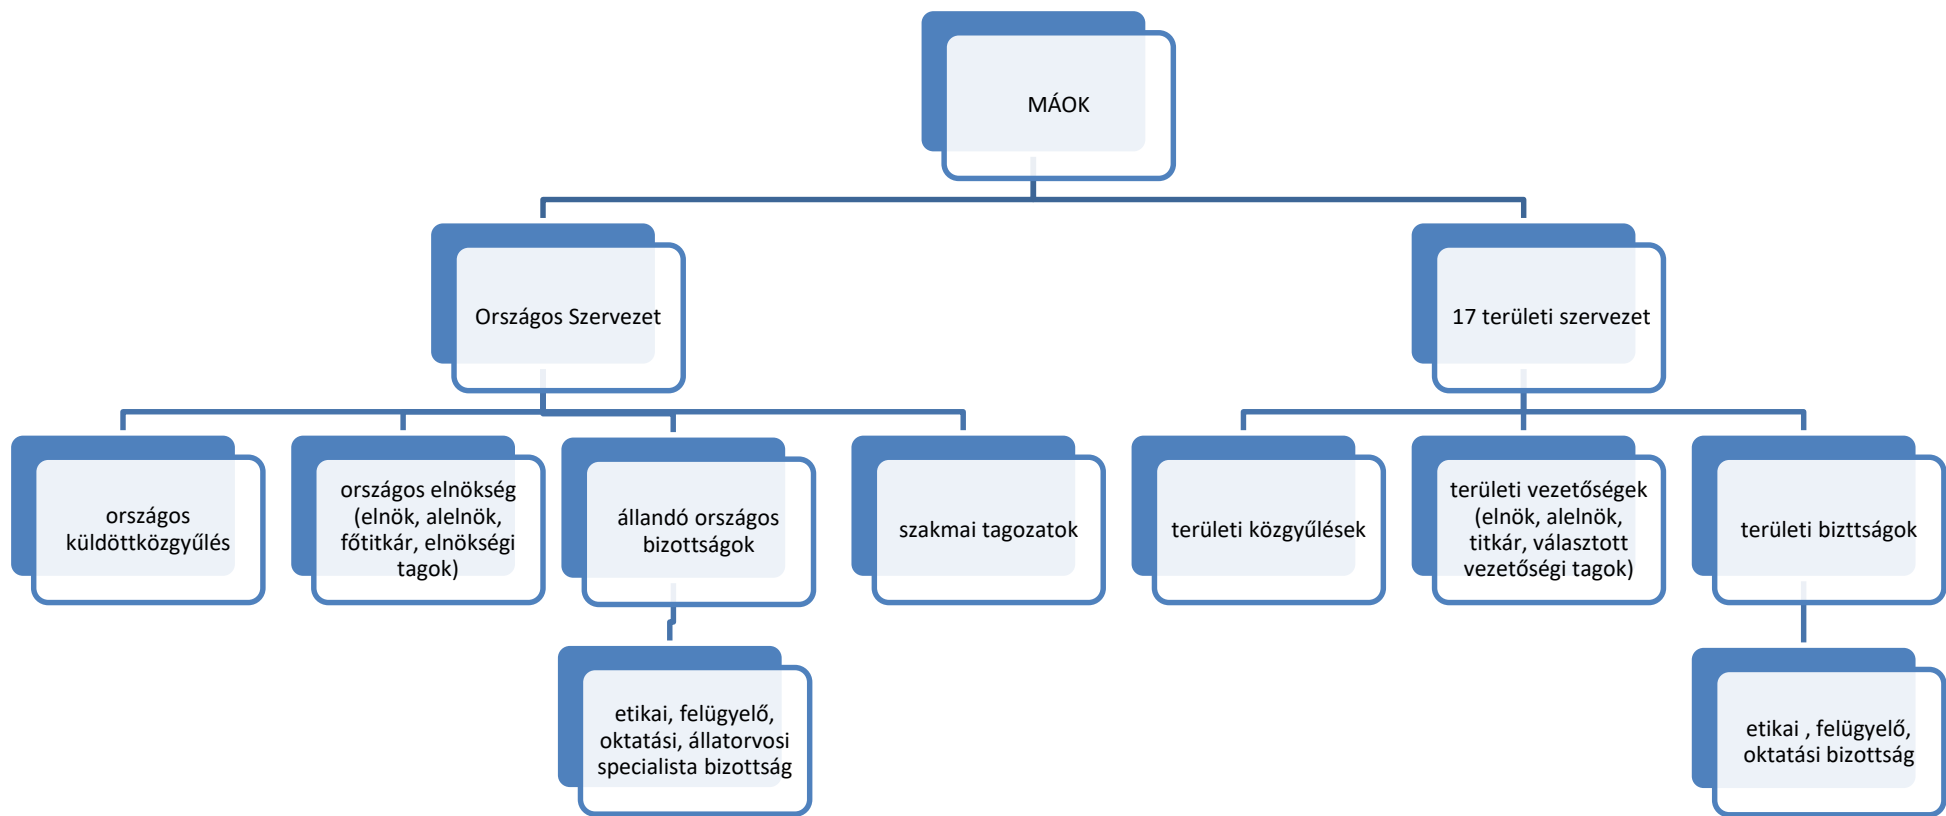 MÁOK
Országos Szervezet
17 területi szervezet
országos
küldöttközgyűlés
országos elnökség
(elnök, alelnök,
főtitkár, elnökségi
tagok)
állandó országos
bizottságok
szakmai tagozatok
területi közgyűlések
területi vezetőségek
(elnök, alelnök,
titkár, választott
vezetőségi tagok)
területi bizttságok
etikai, felügyelő,
oktatási, állatorvosi
specialista bizottság
etikai , felügyelő,
oktatási bizottság